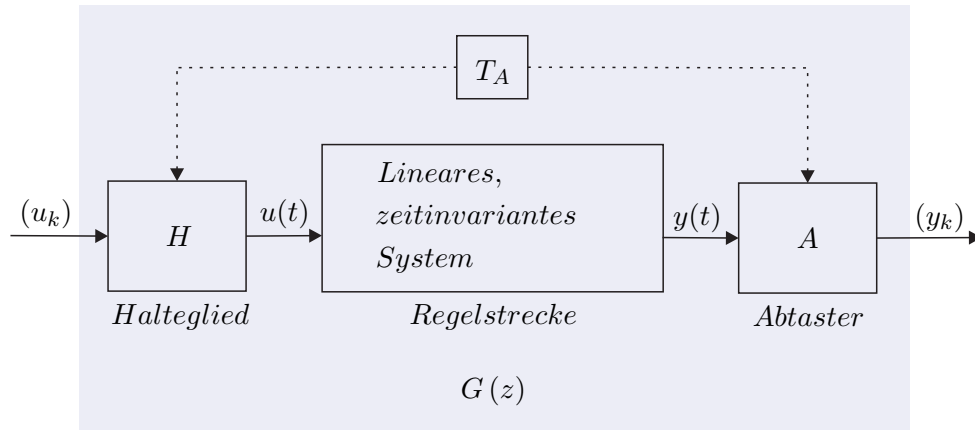 T_A
Lineares,
(u_k)
u(t)
zeitinvariantes
y(t)
(y_k)
H
System
A
Halteglied
Regelstrecke
Abtaster
G (z)